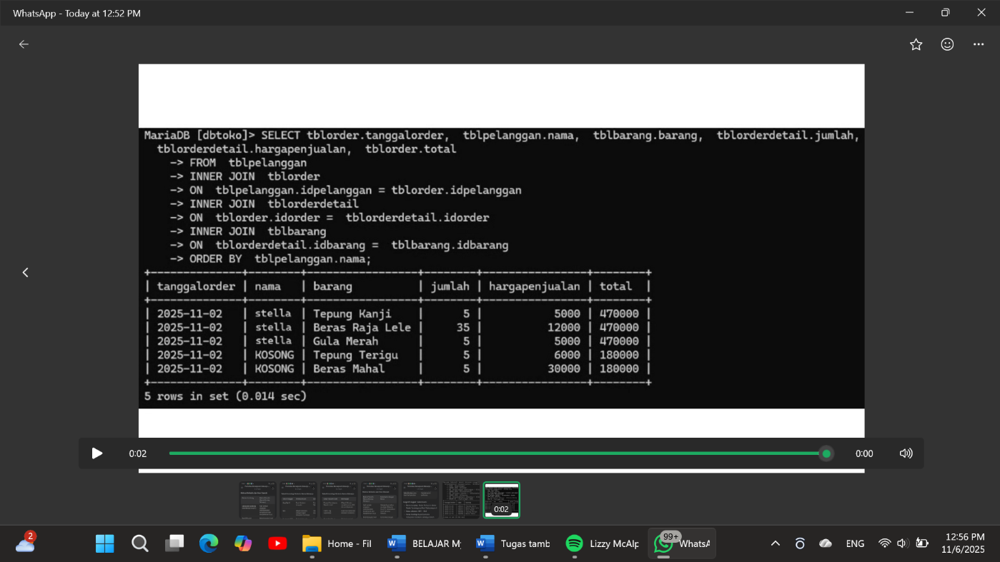 WhatsApp - Today at 12:52 PM
MariaDB [dbtoko]> SELECT tblorder.tanggalorder,  tblpelanggan.nama,  tblbarang.barang,  tblorderdetail.jumlah,
  tblorderdetail.hargapenjualan,  tblorder.total
    -> FROM  tblpelanggan
    -> INNER JOIN  tblorder
    -> ON  tblpelanggan.idpelanggan = tblorder.idpelanggan
    -> INNER JOIN  tblorderdetail
    -> ON  tblorder.idorder =  tblorderdetail.idorder
    -> INNER JOIN  tblbarang
    -> ON  tblorderdetail.idbarang =  tblbarang.idbarang
    -> ORDER BY  tblpelanggan.nama;
| tanggalorder | nama   | barang          | jumlah | hargapenjualan | total  |
| 2025-11-02   | stella | Tepung Kanji    |      5 |           5000 | 470000 |
| 2025-11-02   | stella | Beras Raja Lele |     35 |          12000 | 470000 |
| 2025-11-02   | stella | Gula Merah      |      5 |           5000 | 470000 |
| 2025-11-02   | KOSONG | Tepung Terigu   |      5 |           6000 | 180000 |
| 2025-11-02   | KOSONG | Beras Mahal     |      5 |          30000 | 180000 |
5 rows in set (0.014 sec)
0:02 0:00
0:02
2 Home - Fil BELAJAR My Tugas tamb Lizzy McAlp 99+ WhatsA ENG 12:56 PM
11/6/2025